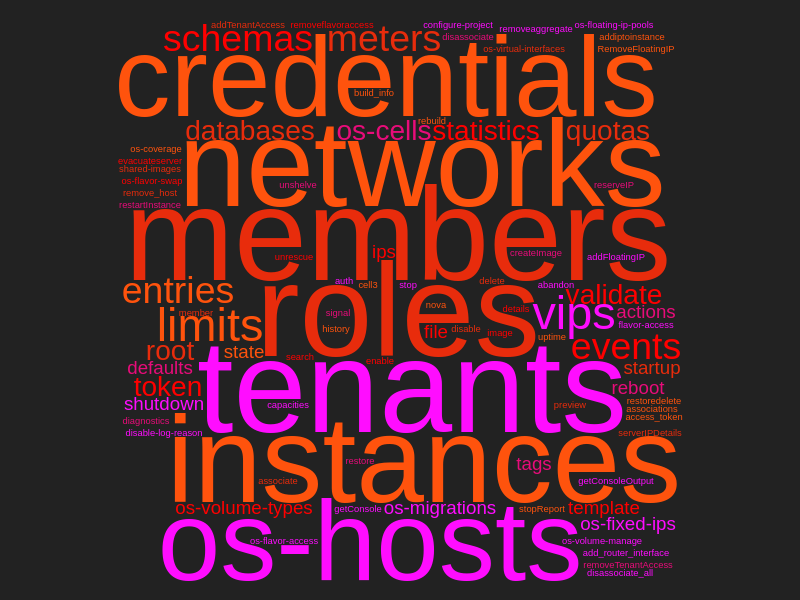 addTenantAccess removeflavoraccess configure-project removeaggregate os-floating-ip-pools
schemas meters disassociate addiptoinstance
os-virtual-interfaces RemoveFloatingIP
credentials
build_info
rebuild
databases os-cells statistics quotas
os-coverage
networks
evacuateserver
shared-images
os-flavor-swap
unshelve reserveIP
remove_host
restartInstance
members
unrescue ips createImage addFloatingIP
auth cell3 stop delete abandon
entries roles validate
member nova details vips actions
limits signal
history file disable image flavor-access
uptime
root state events
search enable
defaults tenants startup
token reboot
shutdown capacities preview restoredelete
associations
diagnostics access_token
disable-log-reason serverIPDetails
instances
restore tags
associate getConsoleOutput
os-volume-types getConsole os-migrations stopReport template
os-hosts os-fixed-ips
os-flavor-access os-volume-manage
add_router_interface
removeTenantAccess
disassociate_all